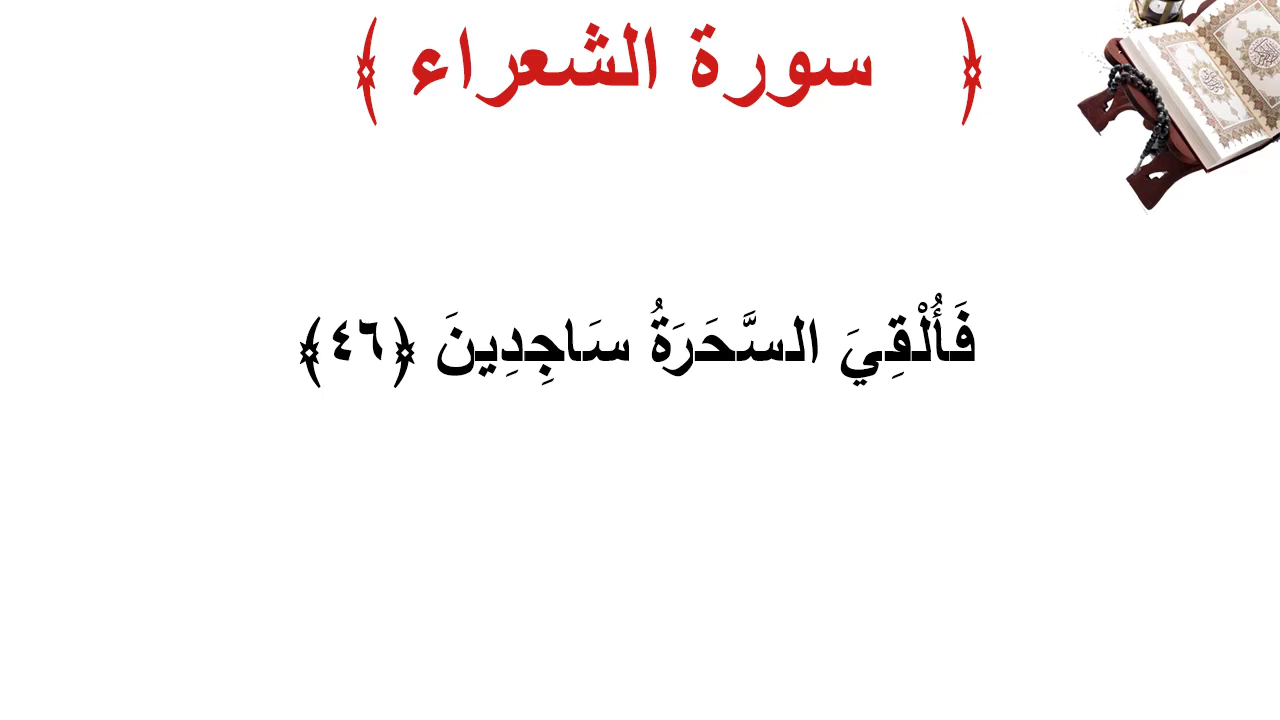 ﴿ سورة الشعراء ﴾
فَأُلْقِيَ السَّحَرَةُ سَاجِدِينَ ﴿٤٦﴾